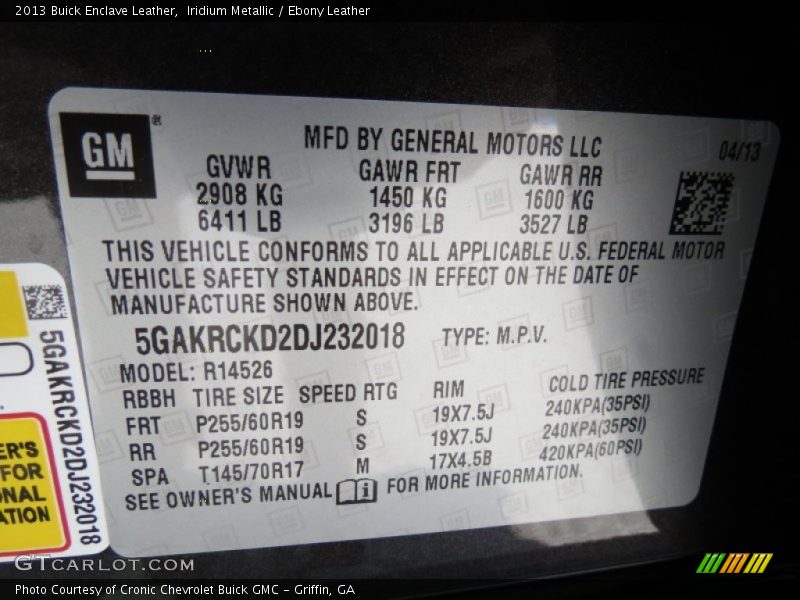 2013 Buick Enclave Leather, Iridium Metallic / Ebony Leather
GM®
MFD BY GENERAL MOTORS LLC
04/13
GVWR GAWR FRT GAWR RR
2908 KG 1450 KG 1600 KG
6411 LB 3196 LB 3527 LB
THIS VEHICLE CONFORMS TO ALL APPLICABLE U.S. FEDERAL MOTOR
VEHICLE SAFETY STANDARDS IN EFFECT ON THE DATE OF
MANUFACTURE SHOWN ABOVE.
5GAKRCKD2DJ232018 TYPE: M.P.V.
MODEL: R14526
RBBH TIRE SIZE SPEED RTG RIM COLD TIRE PRESSURE
FRT P255/60R19 S 19X7.5J 240KPA(35PSI)
RR P255/60R19 S 19X7.5J 240KPA(35PSI)
SPA T145/70R17 M 17X4.5B 420KPA(60PSI)
SEE OWNER'S MANUAL FOR MORE INFORMATION.
5GAKRCKD2DJ232018
ER'S
FOR
ONAL
ATION
GTCARLOT.COM
Photo Courtesy of Cronic Chevrolet Buick GMC – Griffin, GA